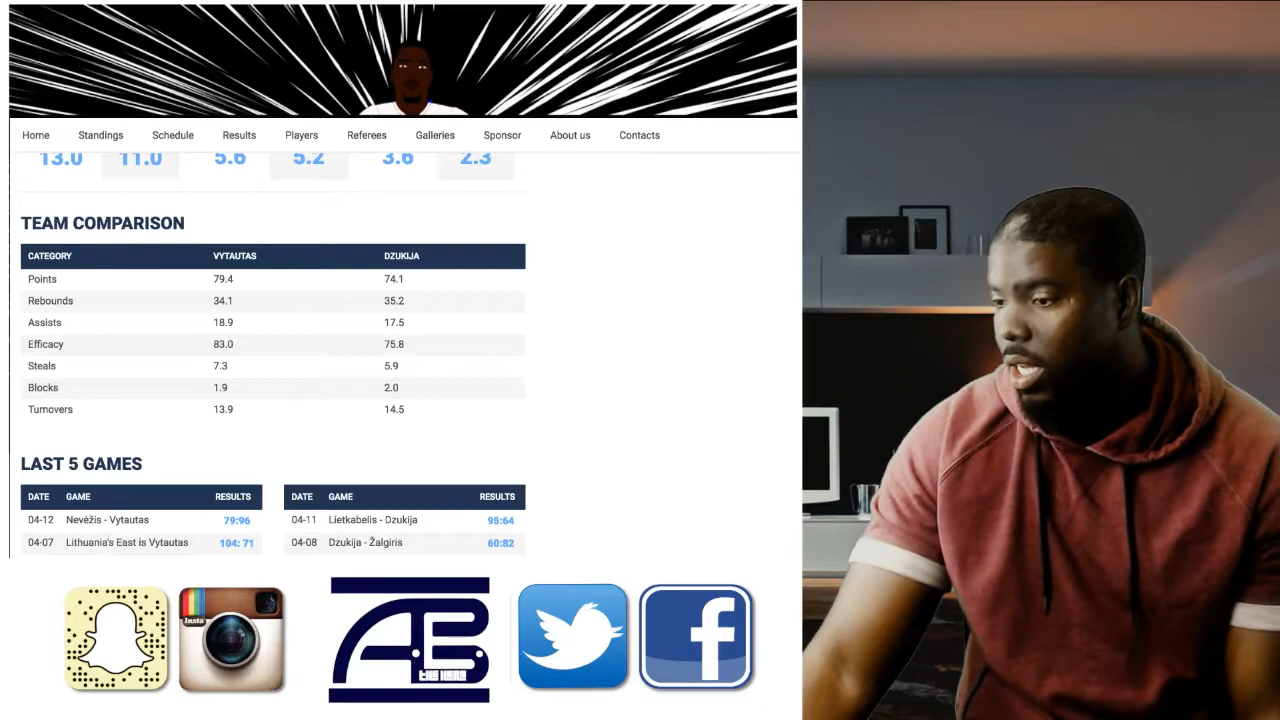 Home Standings Schedule Results Players Referees Galleries Sponsor About us Contacts
13.0 11.0 5.6 5.2 3.6 2.3
TEAM COMPARISON
CATEGORY VYTAUTAS DZUKIJA
Points 79.4 74.1
Rebounds 34.1 35.2
Assists 18.9 17.5
Efficacy 83.0 75.8
Steals 7.3 5.9
Blocks 1.9 2.0
Turnovers 13.9 14.5
LAST 5 GAMES
DATE GAME RESULTS DATE GAME RESULTS
04-12 Nevėžis - Vytautas 79:96 04-11 Lietkabelis - Dzukija 95:64
04-07 Lithuania's East is Vytautas 104: 71 04-08 Dzukija - Žalgiris 60:82
Insta
AB